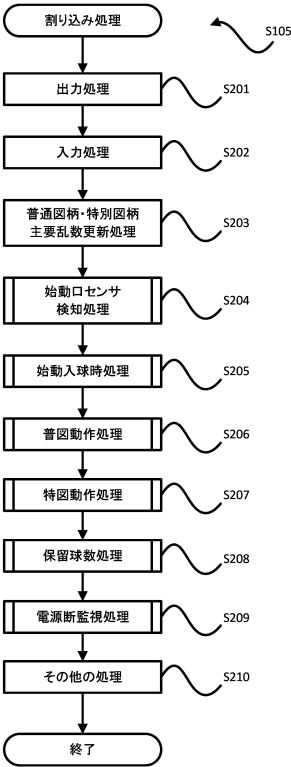 割り込み処理
S105
出力処理
S201
入力処理
S202
普通図柄・特別図柄
主要乱数更新処理
S203
始動口センサ
検知処理
S204
始動入球時処理
S205
普図動作処理
S206
特図動作処理
S207
保留球数処理
S208
電源断監視処理
S209
その他の処理
S210
終了